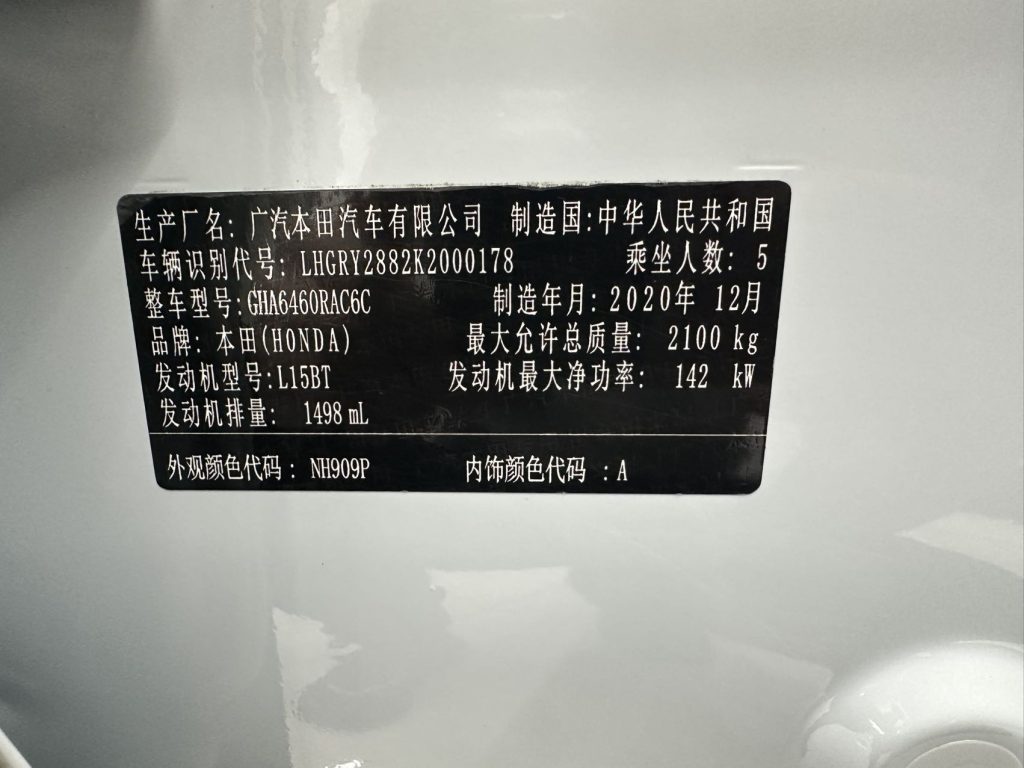 生产厂名: 广汽本田汽车有限公司 制造国:中华人民共和国
车辆识别代号: LHGRY2882K2000178 乘坐人数: 5
整车型号:GHA6460RAC6C 制造年月:2020年 12月
品牌: 本田(HONDA) 最大允许总质量: 2100 kg
发动机型号:L15BT 发动机最大净功率: 142 kW
发动机排量: 1498 mL
外观颜色代码 : NH909P 内饰颜色代码 :A